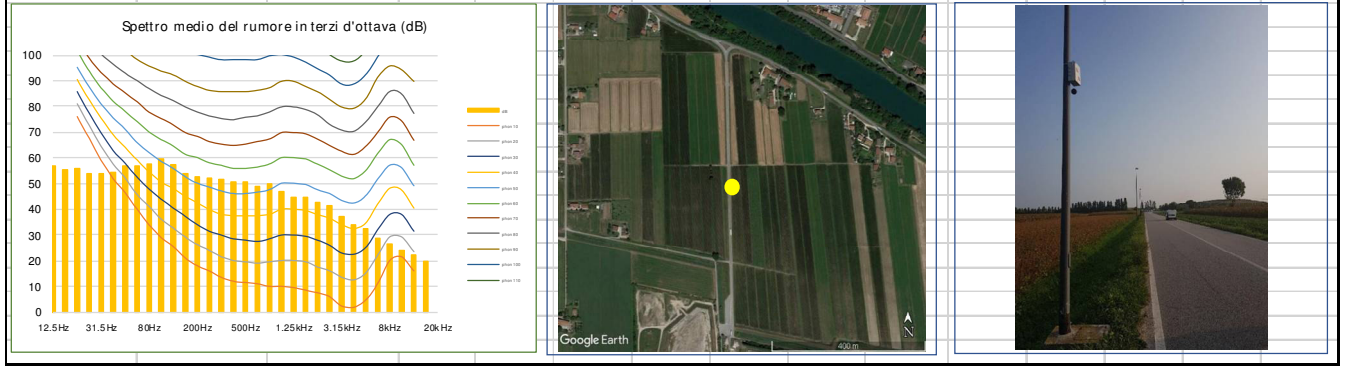 Spettro medio del rumore in terzi d'ottava (dB)
100
90
80
70
60
50
40
30
20
10
0
12.5Hz 31.5Hz 80Hz 200Hz 500Hz 1.25kHz 3.15kHz 8kHz 20kHz
dB
phon 10
phon 20
phon 30
phon 40
phon 50
phon 60
phon 70
phon 80
phon 90
phon 100
phon 110
Google Earth
400 m
N